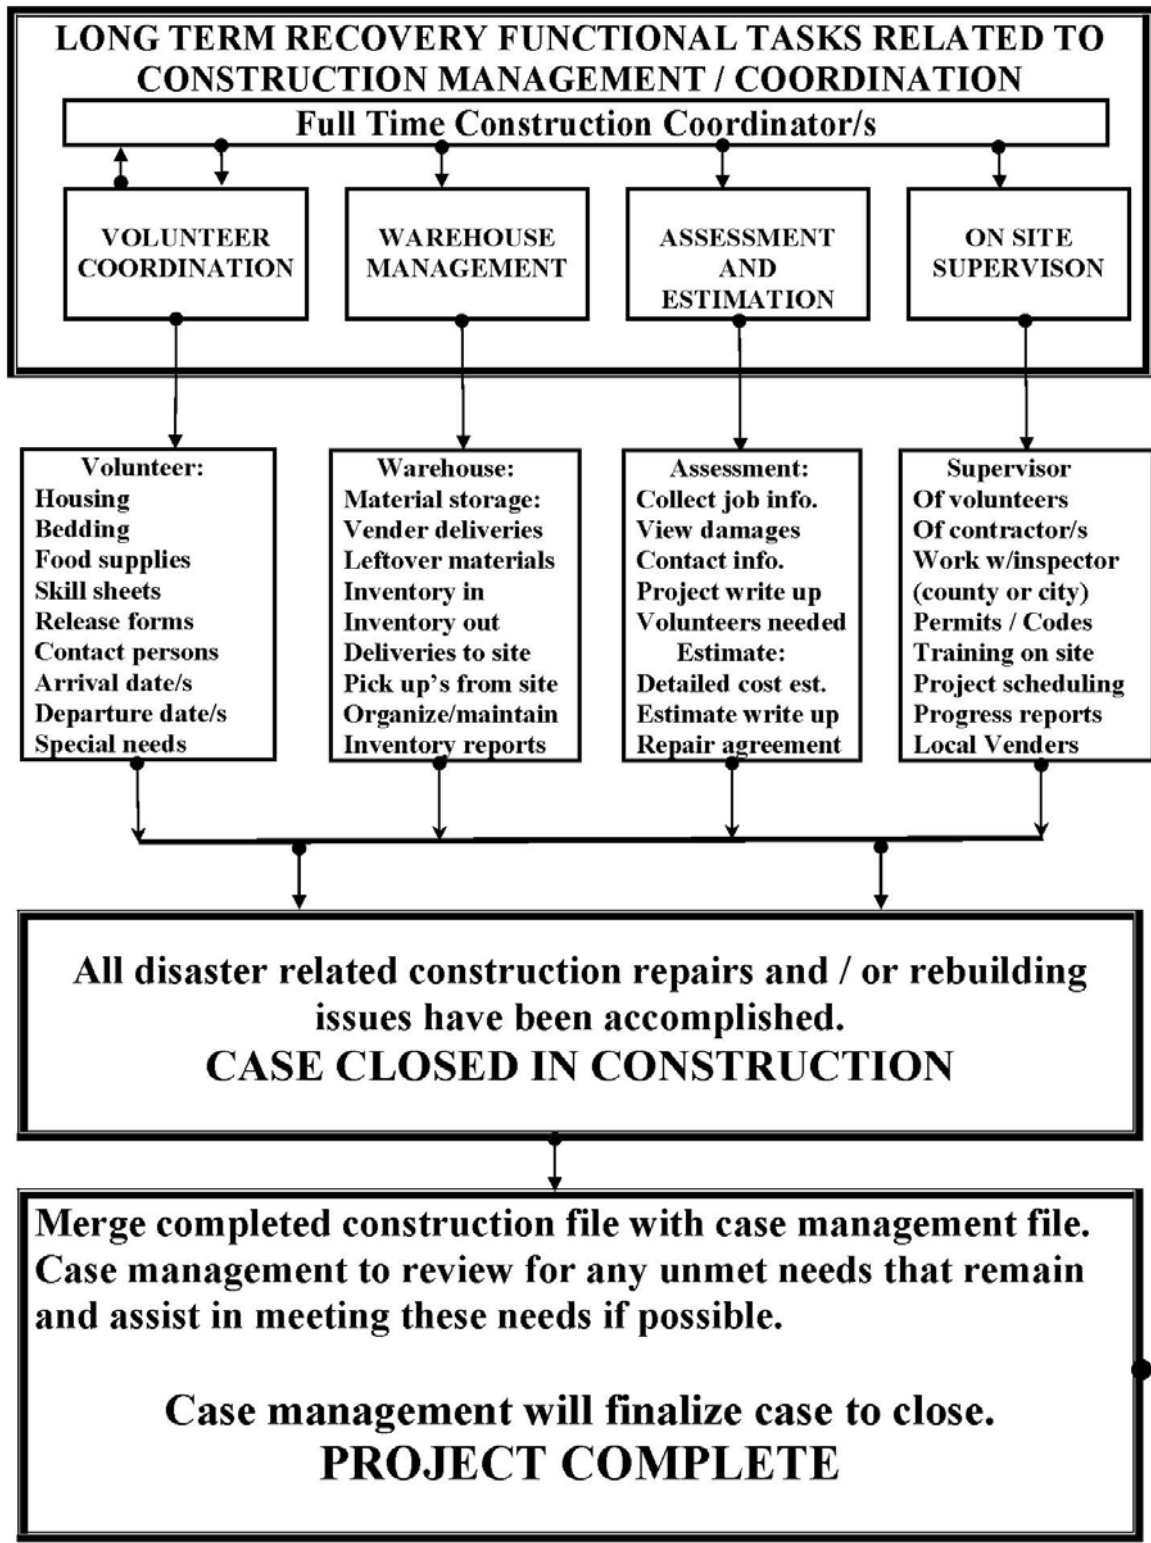 LONG TERM RECOVERY FUNCTIONAL TASKS RELATED TO
CONSTRUCTION MANAGEMENT / COORDINATION
Full Time Construction Coordinator/s
VOLUNTEER
COORDINATION
WAREHOUSE
MANAGEMENT
ASSESSMENT
AND
ESTIMATION
ON SITE
SUPERVISON
Volunteer:
Housing
Bedding
Food supplies
Skill sheets
Release forms
Contact persons
Arrival date/s
Departure date/s
Special needs
Warehouse:
Material storage:
Vender deliveries
Leftover materials
Inventory in
Inventory out
Deliveries to site
Pick up's from site
Organize/maintain
Inventory reports
Assessment:
Collect job info.
View damages
Contact info.
Project write up
Volunteers needed
Estimate:
Detailed cost est.
Estimate write up
Repair agreement
Supervisor
Of volunteers
Of contractor/s
Work w/inspector
(county or city)
Permits / Codes
Training on site
Project scheduling
Progress reports
Local Venders
All disaster related construction repairs and / or rebuilding
issues have been accomplished.
CASE CLOSED IN CONSTRUCTION
Merge completed construction file with case management file.
Case management to review for any unmet needs that remain
and assist in meeting these needs if possible.
Case management will finalize case to close.
PROJECT COMPLETE